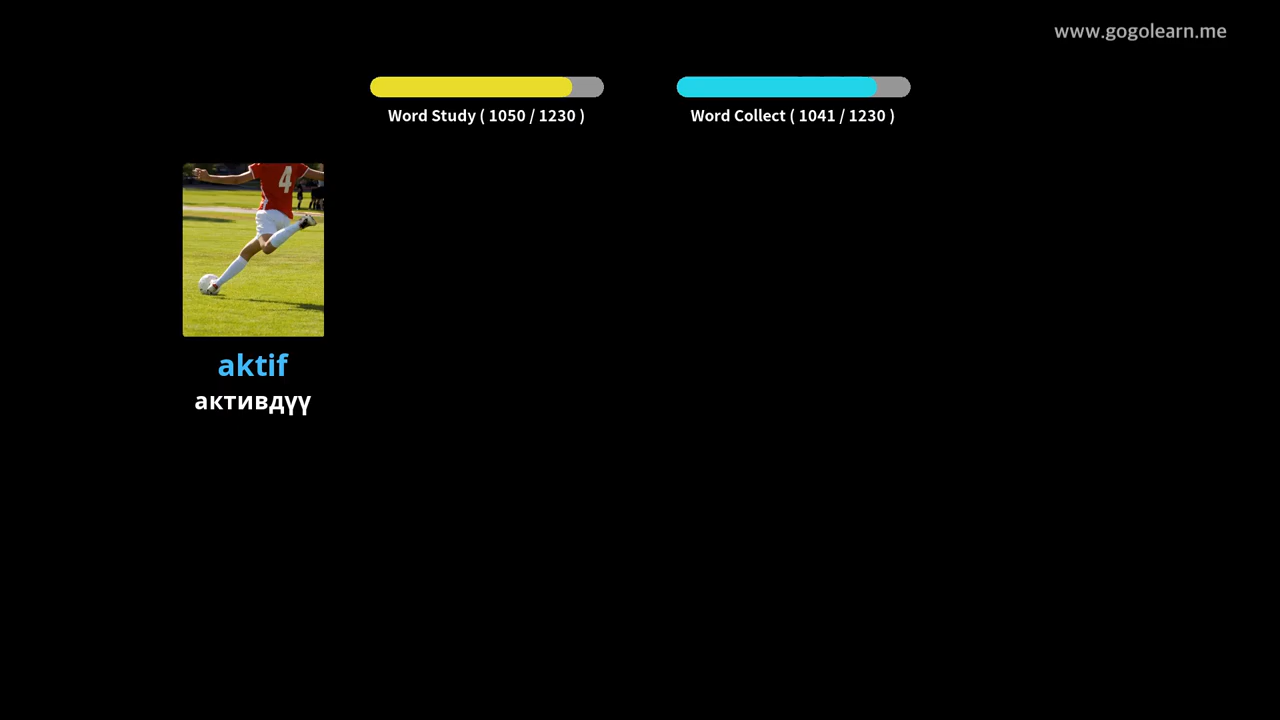 www.gogolearn.me
Word Study ( 1050 / 1230 )
Word Collect ( 1041 / 1230 )
4
aktif
активдүү